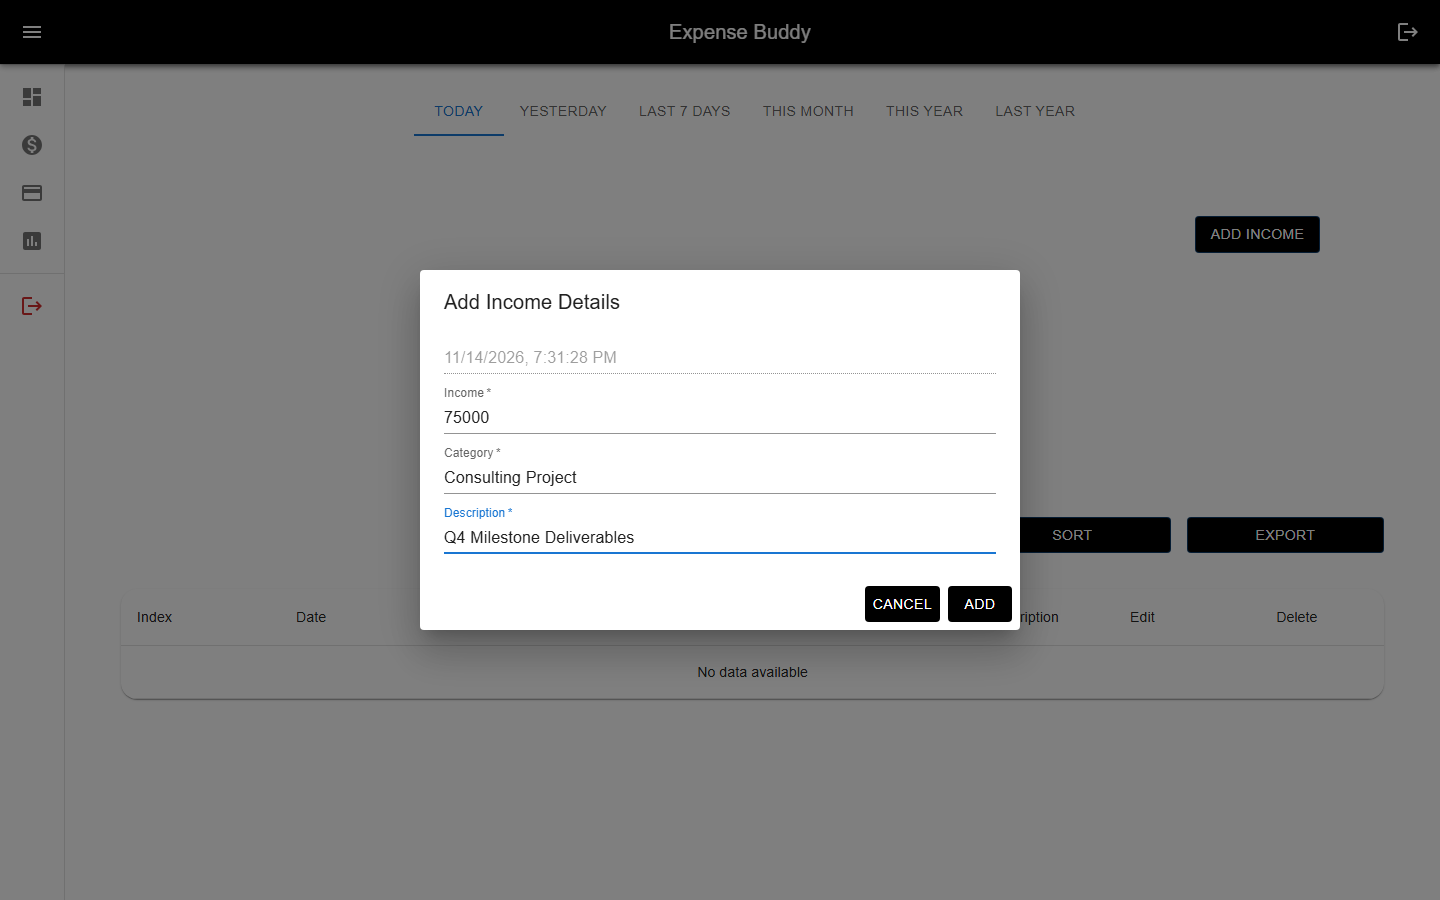 Expense Buddy
TODAY YESTERDAY LAST 7 DAYS THIS MONTH THIS YEAR LAST YEAR
ADD INCOME
Add Income Details
11/14/2026, 7:31:28 PM
Income *
75000
Category *
Consulting Project
Description *
Q4 Milestone Deliverables
CANCEL ADD
SORT EXPORT
Index Date ription Edit Delete
No data available